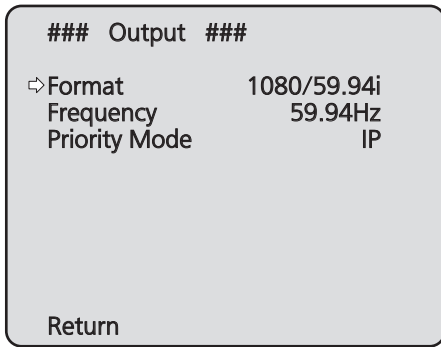 ### Output ###
⇨Format 1080/59.94i
Frequency 59.94Hz
Priority Mode IP
Return